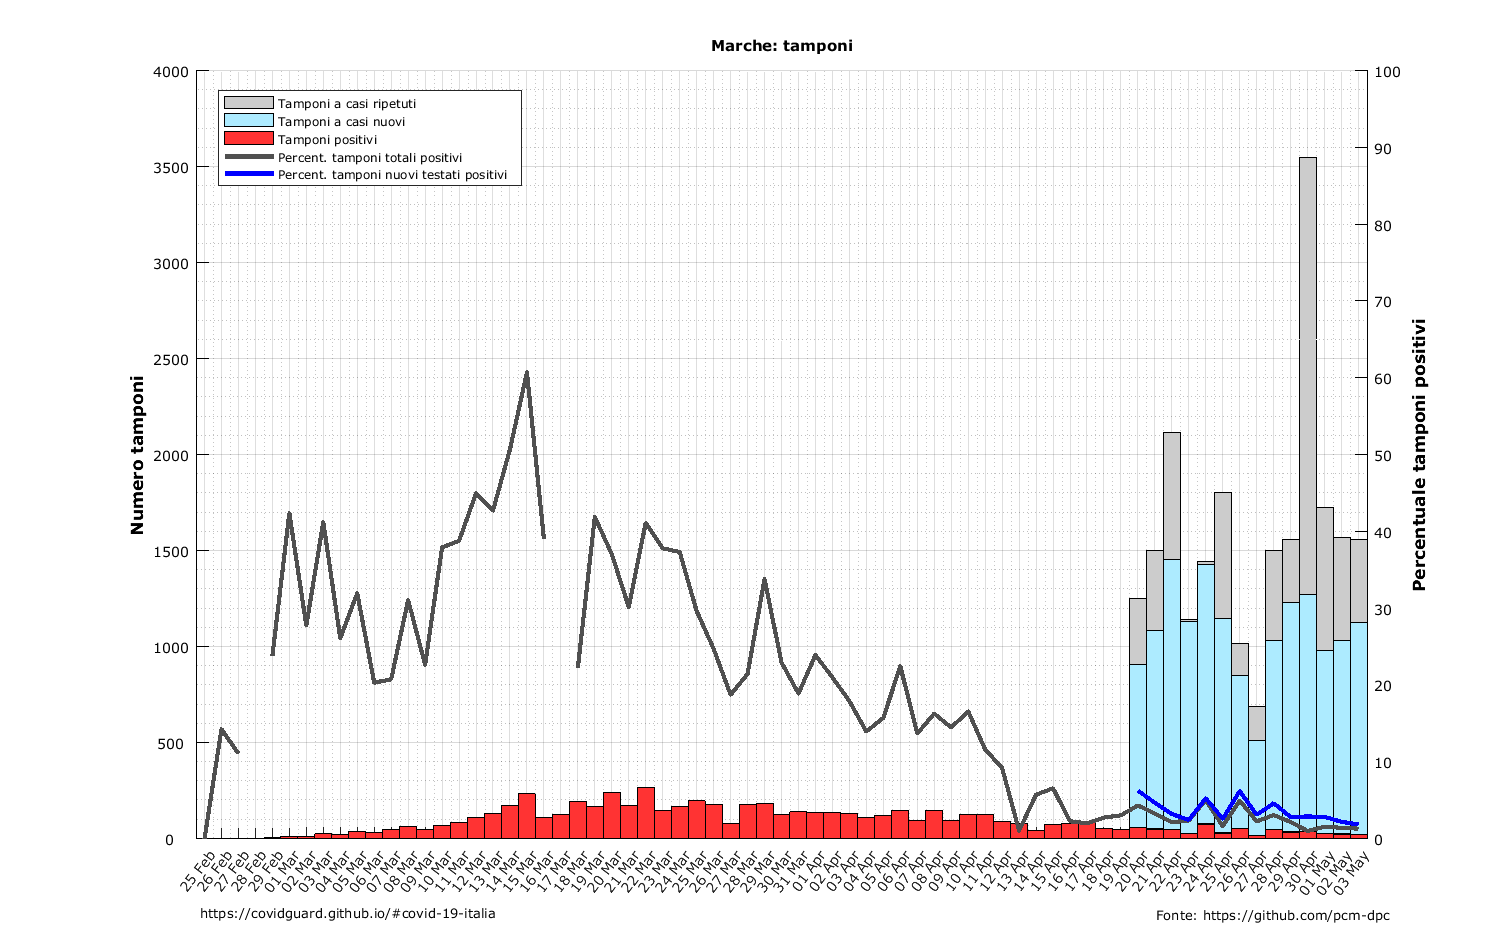 Marche: tamponi
Tamponi a casi ripetuti
Tamponi a casi nuovi
Tamponi positivi
Percent. tamponi totali positivi
Percent. tamponi nuovi testati positivi
Numero tamponi
4000
3500
3000
2500
2000
1500
1000
500
0
Percentuale tamponi positivi
100
90
80
70
60
50
40
30
20
10
0
25 Feb
26 Feb
27 Feb
28 Feb
29 Feb
01 Mar
02 Mar
03 Mar
04 Mar
05 Mar
06 Mar
07 Mar
08 Mar
09 Mar
10 Mar
11 Mar
12 Mar
13 Mar
14 Mar
15 Mar
16 Mar
17 Mar
18 Mar
19 Mar
20 Mar
21 Mar
22 Mar
23 Mar
24 Mar
25 Mar
26 Mar
27 Mar
28 Mar
29 Mar
30 Mar
31 Mar
01 Apr
02 Apr
03 Apr
04 Apr
05 Apr
06 Apr
07 Apr
08 Apr
09 Apr
10 Apr
11 Apr
12 Apr
13 Apr
14 Apr
15 Apr
16 Apr
17 Apr
18 Apr
19 Apr
20 Apr
21 Apr
22 Apr
23 Apr
24 Apr
25 Apr
26 Apr
27 Apr
28 Apr
29 Apr
30 Apr
01 May
02 May
03 May
https://covidguard.github.io/#covid-19-italia
Fonte: https://github.com/pcm-dpc